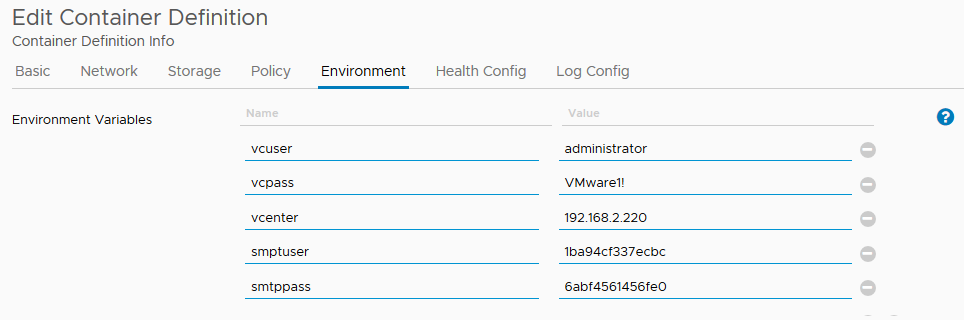 Edit Container Definition
Container Definition Info
Basic Network Storage Policy Environment Health Config Log Config
Environment Variables Name Value ?
vcuser administrator
vcpass VMware1!
vcenter 192.168.2.220
smptuser 1ba94cf337ecbc
smtppass 6abf4561456fe0